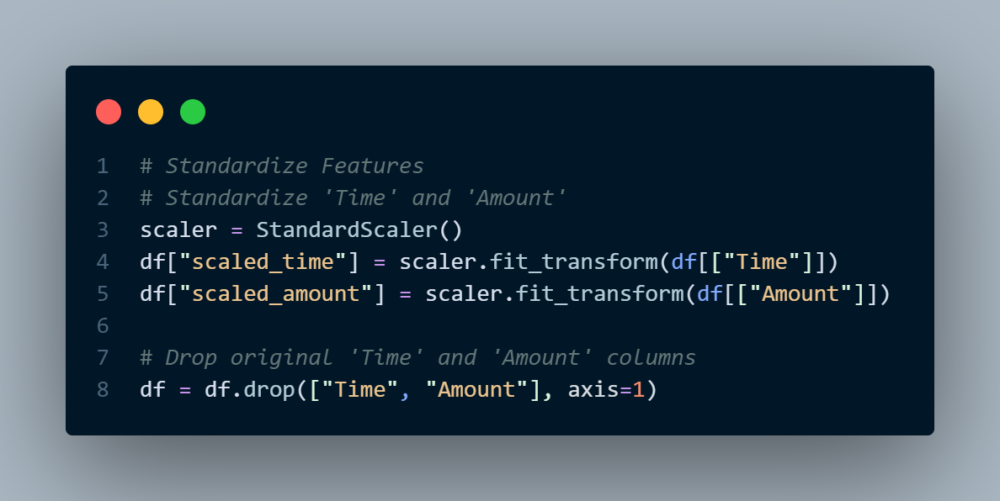 1 # Standardize Features
2 # Standardize 'Time' and 'Amount'
3 scaler = StandardScaler()
4 df["scaled_time"] = scaler.fit_transform(df[["Time"]])
5 df["scaled_amount"] = scaler.fit_transform(df[["Amount"]])
6
7 # Drop original 'Time' and 'Amount' columns
8 df = df.drop(["Time", "Amount"], axis=1)